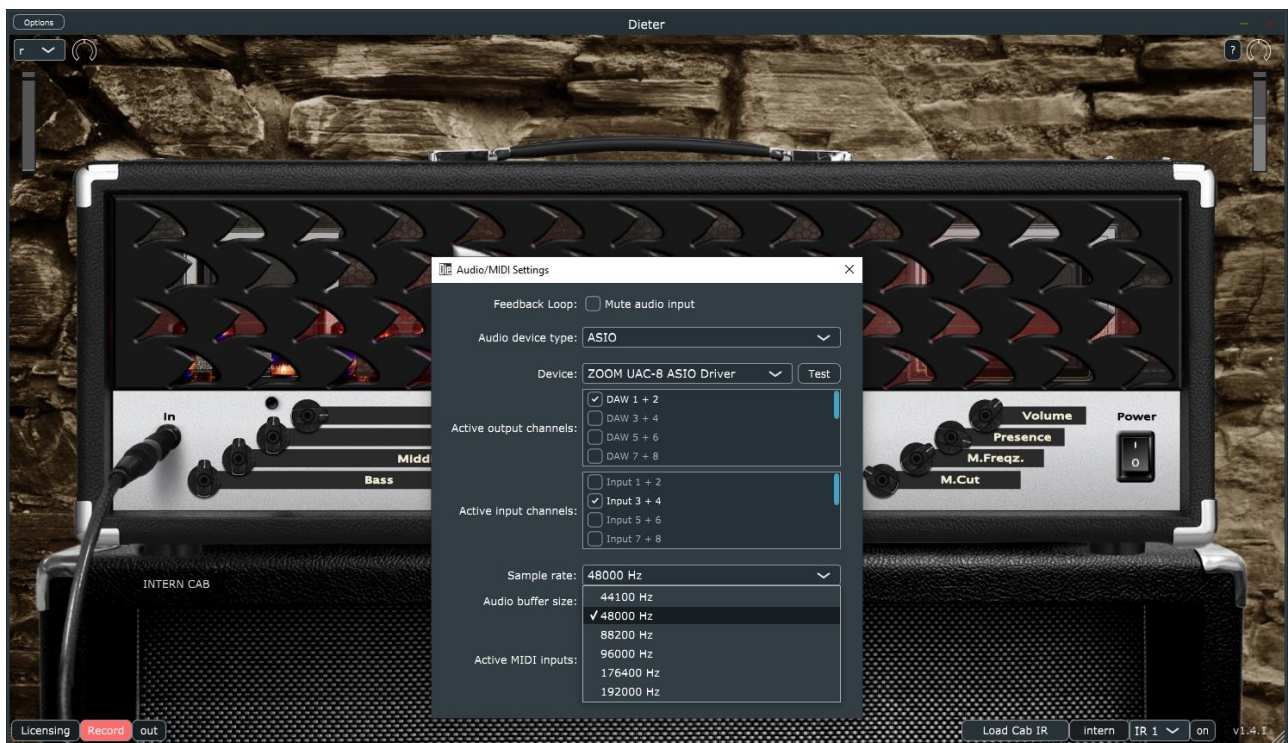 Options
Dieter
r
?
Audio/MIDI Settings
Feedback Loop: Mute audio input
Audio device type: ASIO
Device: ZOOM UAC-8 ASIO Driver Test
Active output channels:
DAW 1 + 2
DAW 3 + 4
DAW 5 + 6
DAW 7 + 8
Active input channels:
Input 1 + 2
Input 3 + 4
Input 5 + 6
Input 7 + 8
Sample rate: 48000 Hz
Audio buffer size:
44100 Hz
48000 Hz
88200 Hz
96000 Hz
176400 Hz
192000 Hz
Active MIDI inputs:
In
Midd
Bass
Volume
Presence
M.Freqz.
M.Cut
Power
I
O
INTERN CAB
Licensing Record out
Load Cab IR intern IR 1 on v1.4.1